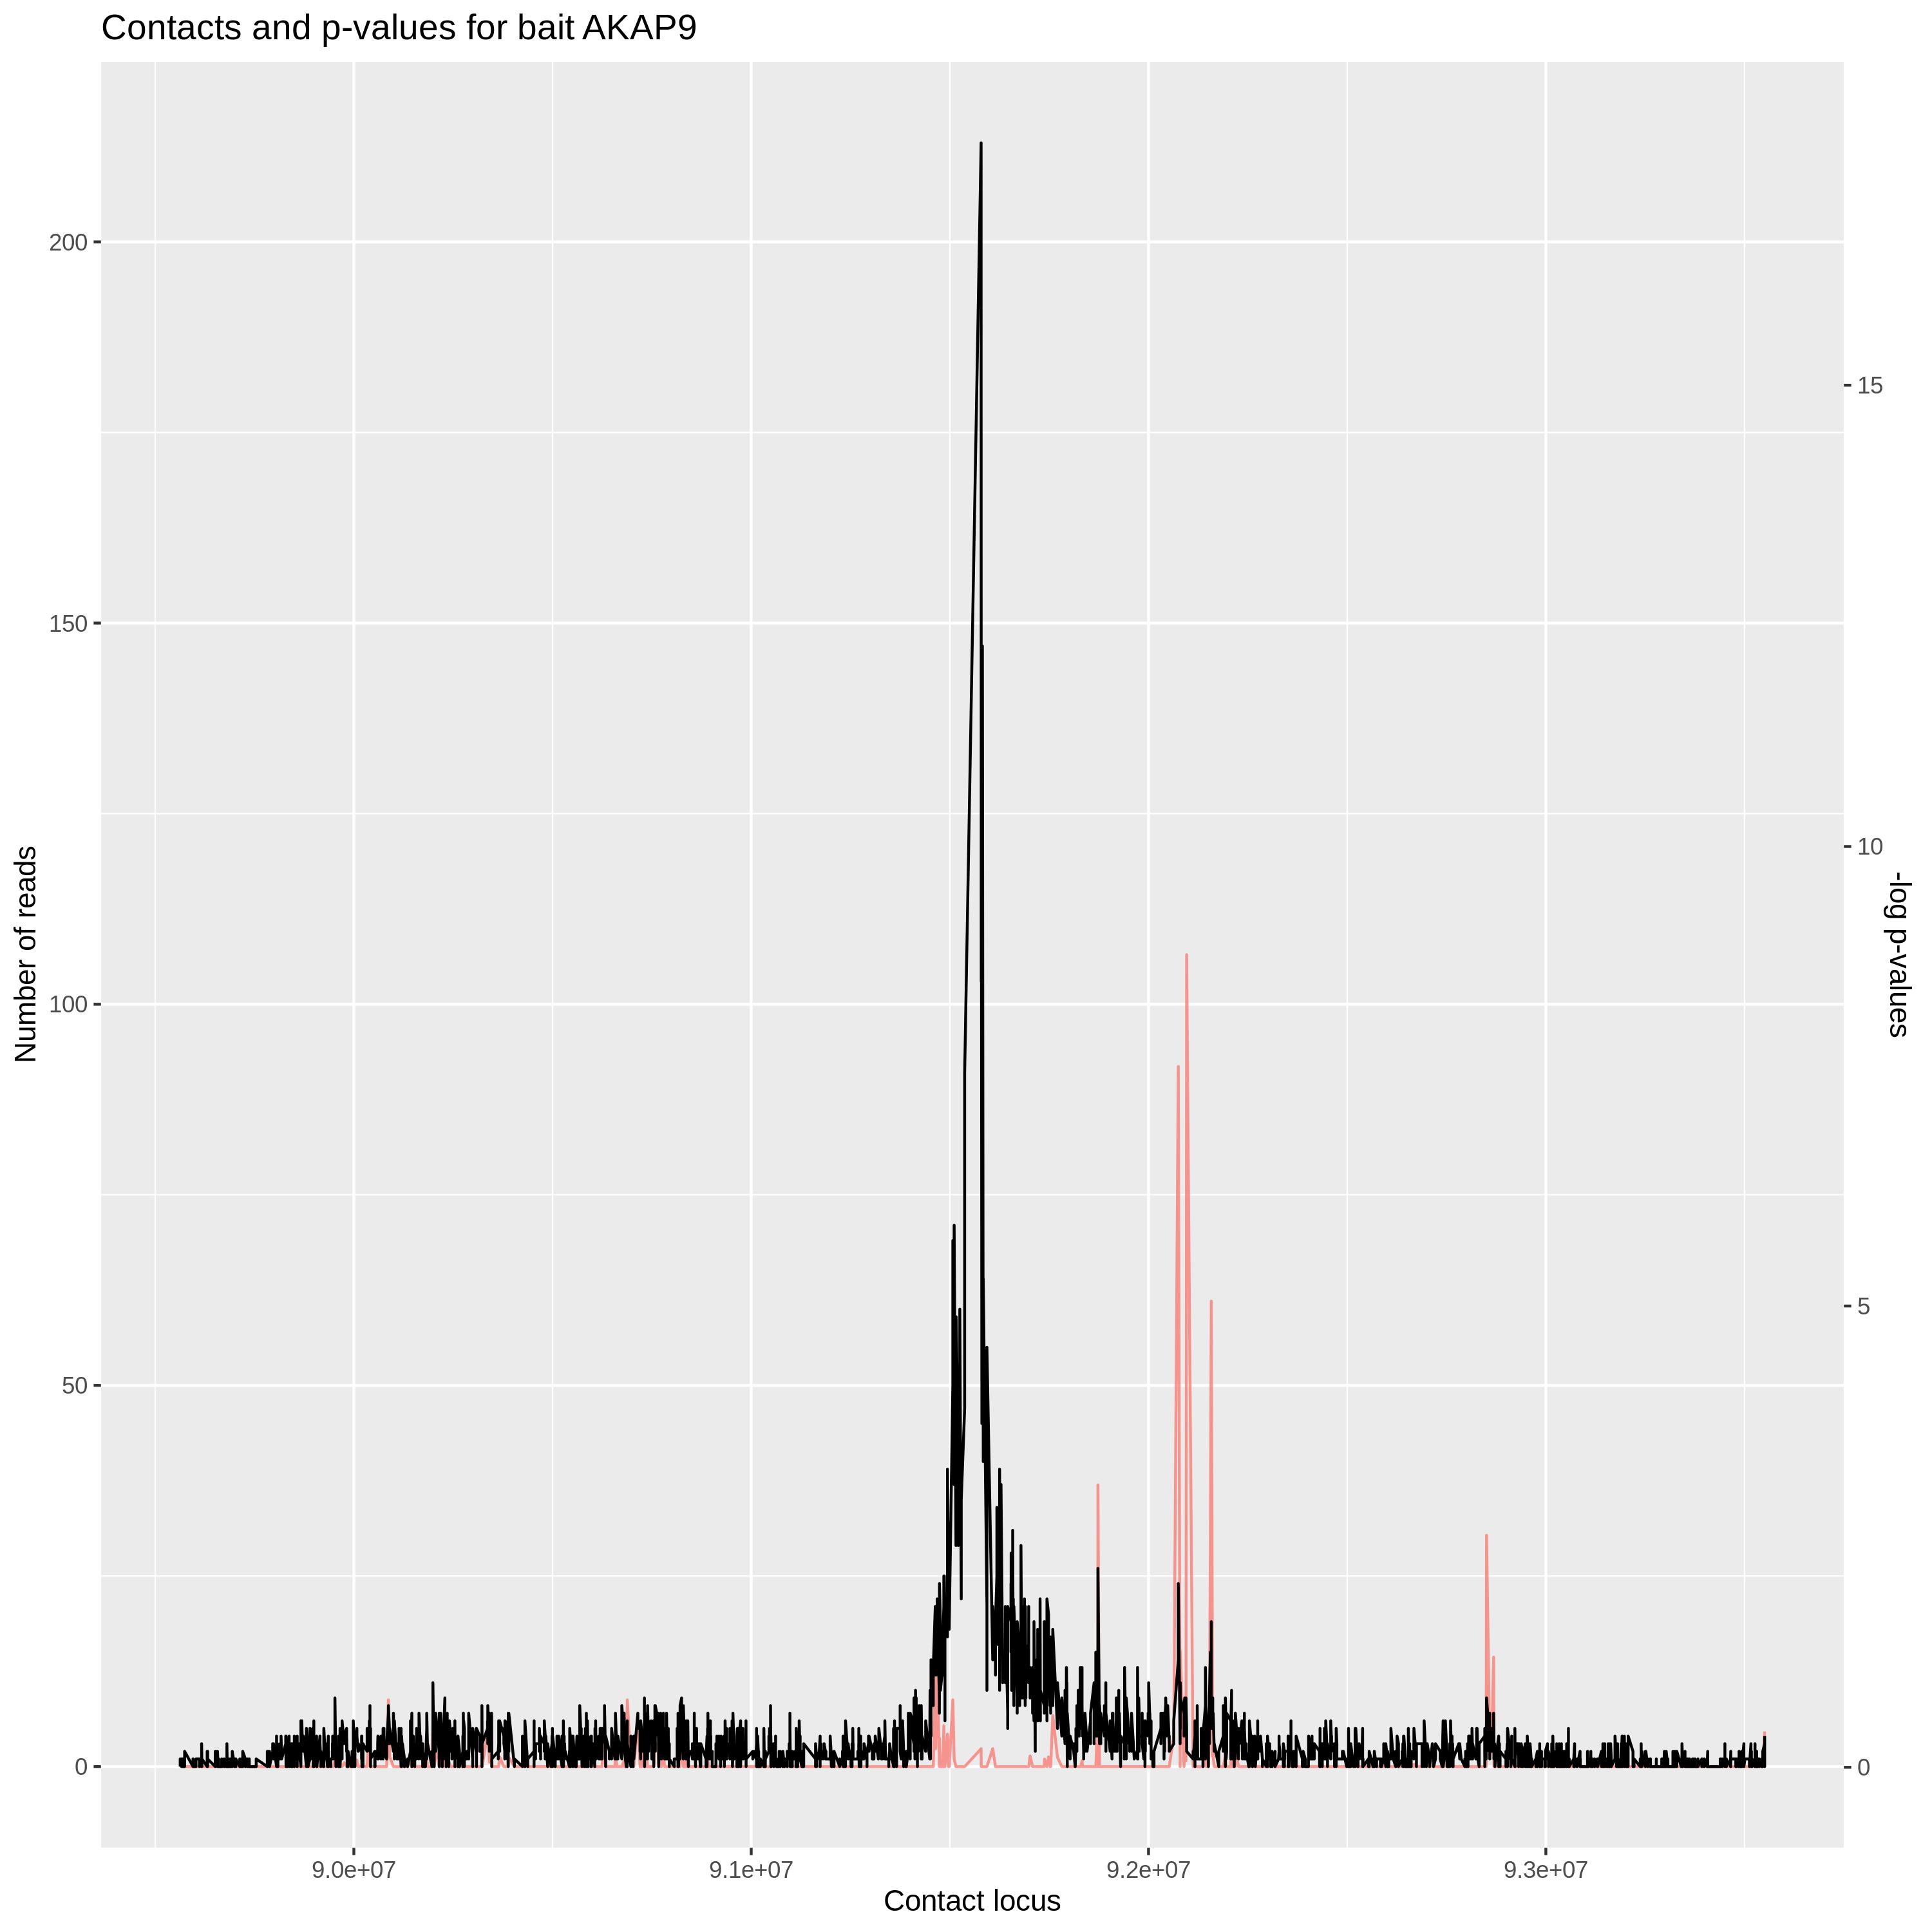 Contacts and p-values for bait AKAP9
Number of reads
200
150
100
50
0
15
10
5
0
-log p-values
9.0e+07
9.1e+07
9.2e+07
9.3e+07
Contact locus